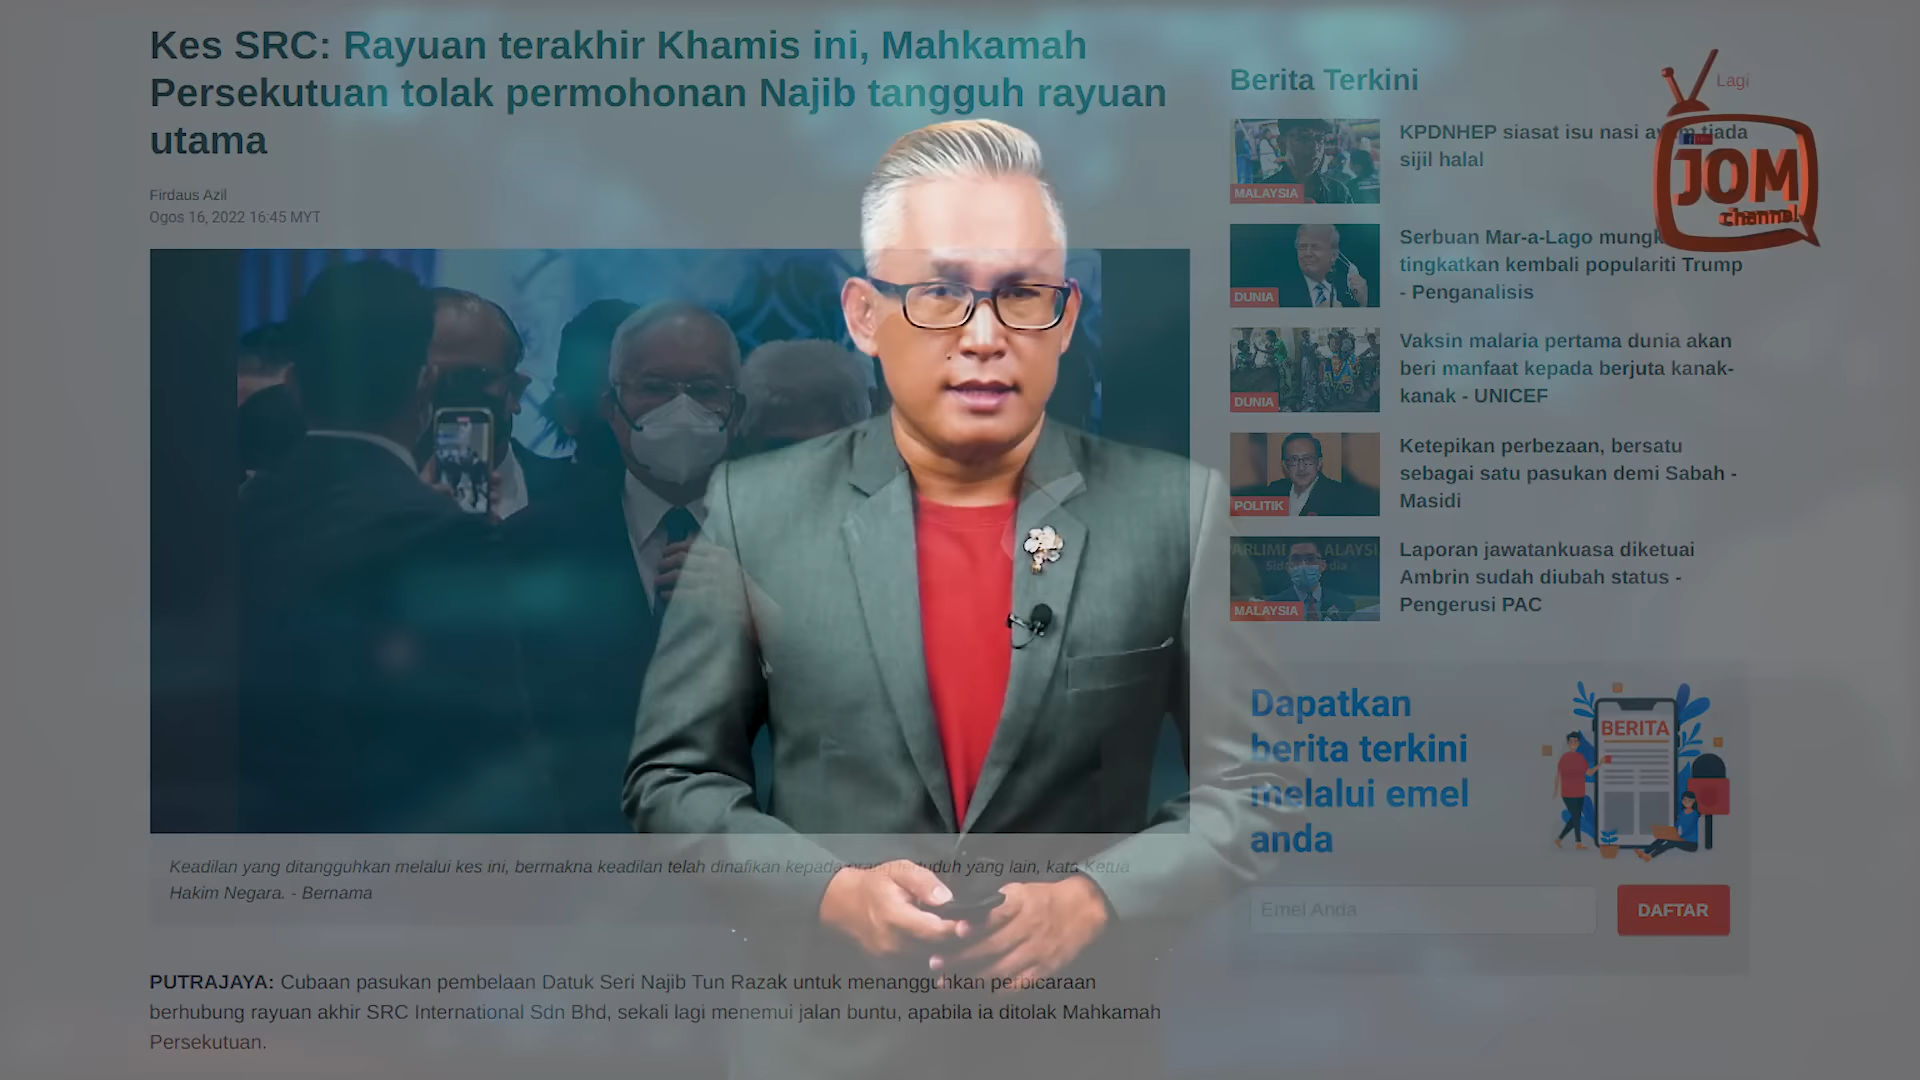 Kes SRC: Rayuan terakhir Khamis ini, Mahkamah
Persekutuan tolak permohonan Najib tangguh rayuan
utama
Firdaus Azil
Ogos 16, 2022 16:45 MYT
Keadilan yang ditangguhkan melalui kes ini, bermakna keadilan telah dinafikan kepada orang tertuduh yang lain, kata Ketua
Hakim Negara. - Bernama
PUTRAJAYA: Cubaan pasukan pembelaan Datuk Seri Najib Tun Razak untuk menangguhkan perbicaraan
berhubung rayuan akhir SRC International Sdn Bhd, sekali lagi menemui jalan buntu, apabila ia ditolak Mahkamah
Persekutuan.
Berita Terkini
Lagi
JOM
channel
MALAYSIA
KPDNHEP siasat isu nasi ayam tiada
sijil halal
DUNIA
Serbuan Mar-a-Lago
tingkatkan kembali populariti Trump
- Penganalisis
DUNIA
Vaksin malaria pertama dunia akan
beri manfaat kepada berjuta kanak-
kanak - UNICEF
POLITIK
Ketepikan perbezaan, bersatu
sebagai satu pasukan demi Sabah -
Masidi
MALAYSIA
Laporan jawatankuasa diketuai
Ambrin sudah diubah status -
Pengerusi PAC
Dapatkan
berita terkini
melalui emel
anda
BERITA
Emel Anda
DAFTAR